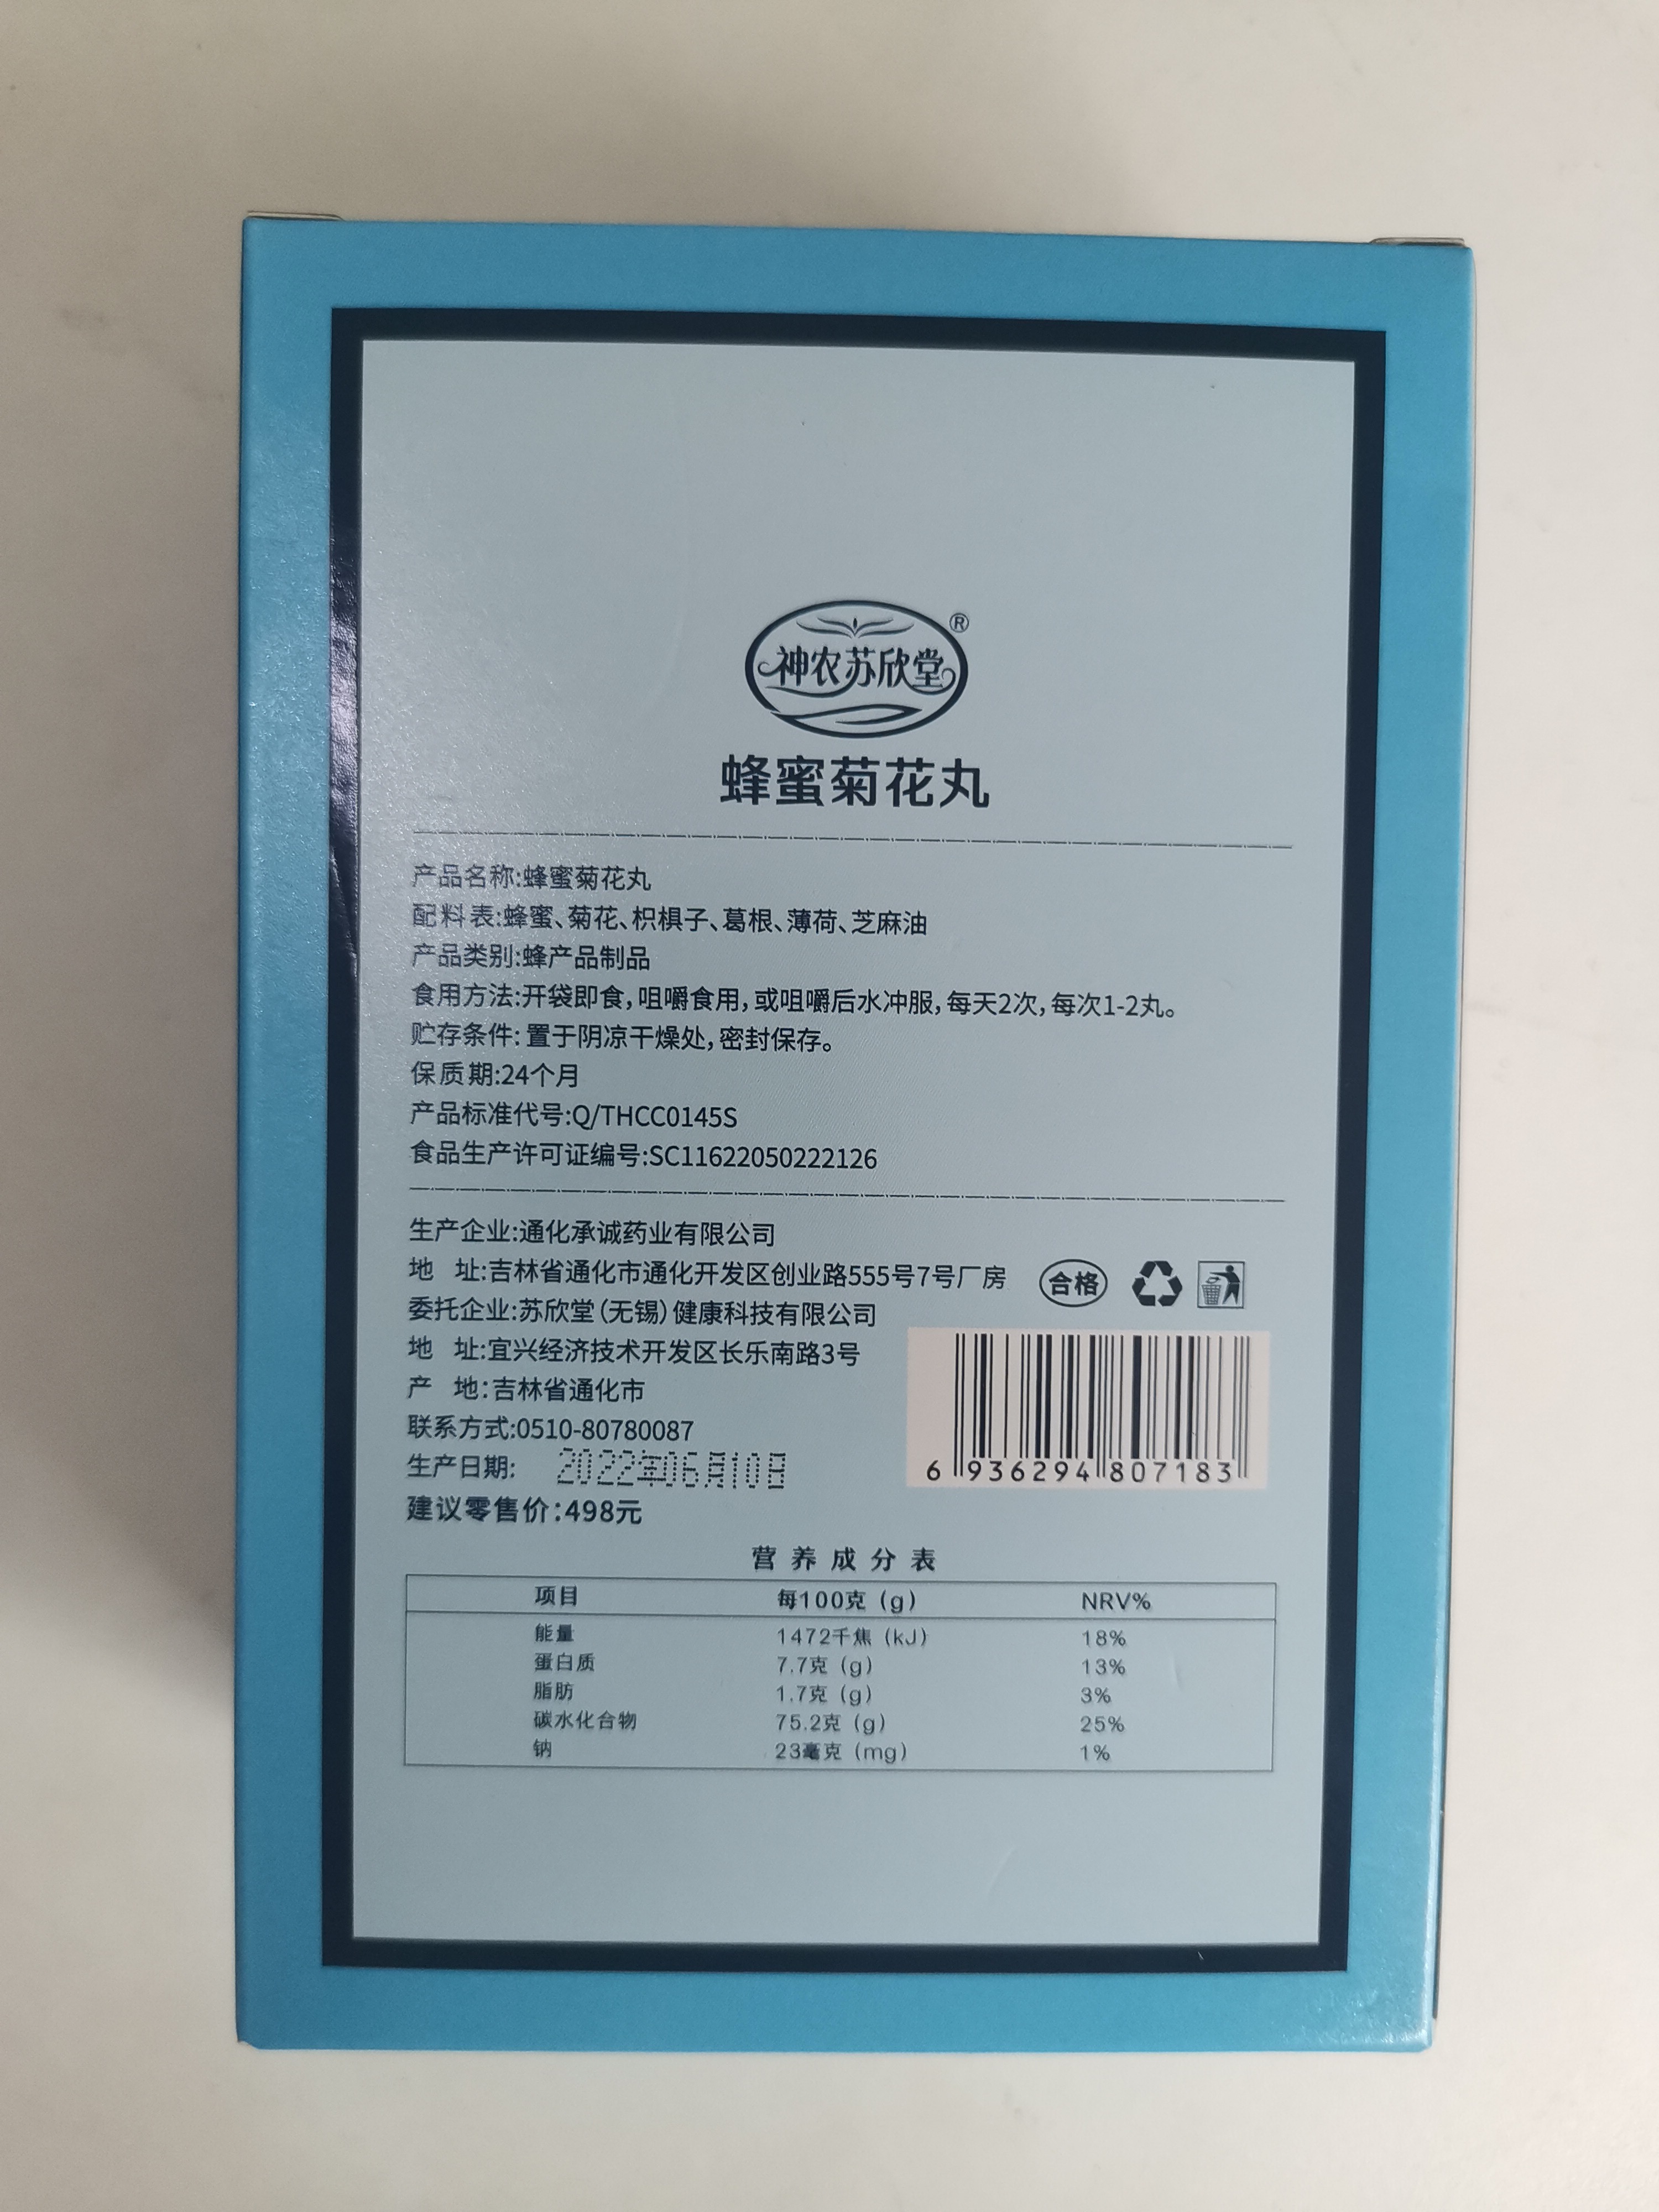 神农苏欣堂®
蜂蜜菊花丸
产品名称:蜂蜜菊花丸
配料表:蜂蜜、菊花、枳椇子、葛根、薄荷、芝麻油
产品类别:蜂产品制品
食用方法:开袋即食,咀嚼食用,或咀嚼后水冲服,每天2次,每次1-2丸。
贮存条件: 置于阴凉干燥处,密封保存。
保质期:24个月
产品标准代号:Q/THCC0145S
食品生产许可证编号:SC11622050222126
生产企业:通化承诚药业有限公司
地 址:吉林省通化市通化开发区创业路555号7号厂房
合格
委托企业:苏欣堂(无锡)健康科技有限公司
地 址:宜兴经济技术开发区长乐南路3号
产 地:吉林省通化市
联系方式:0510-80780087
生产日期: 2022年06月10日
6 936294 807183
建议零售价:498元
营养成分表
项目 每100克(g) NRV%
能量 1472千焦(kJ) 18%
蛋白质 7.7克(g) 13%
脂肪 1.7克(g) 3%
碳水化合物 75.2克(g) 25%
钠 23毫克(mg) 1%